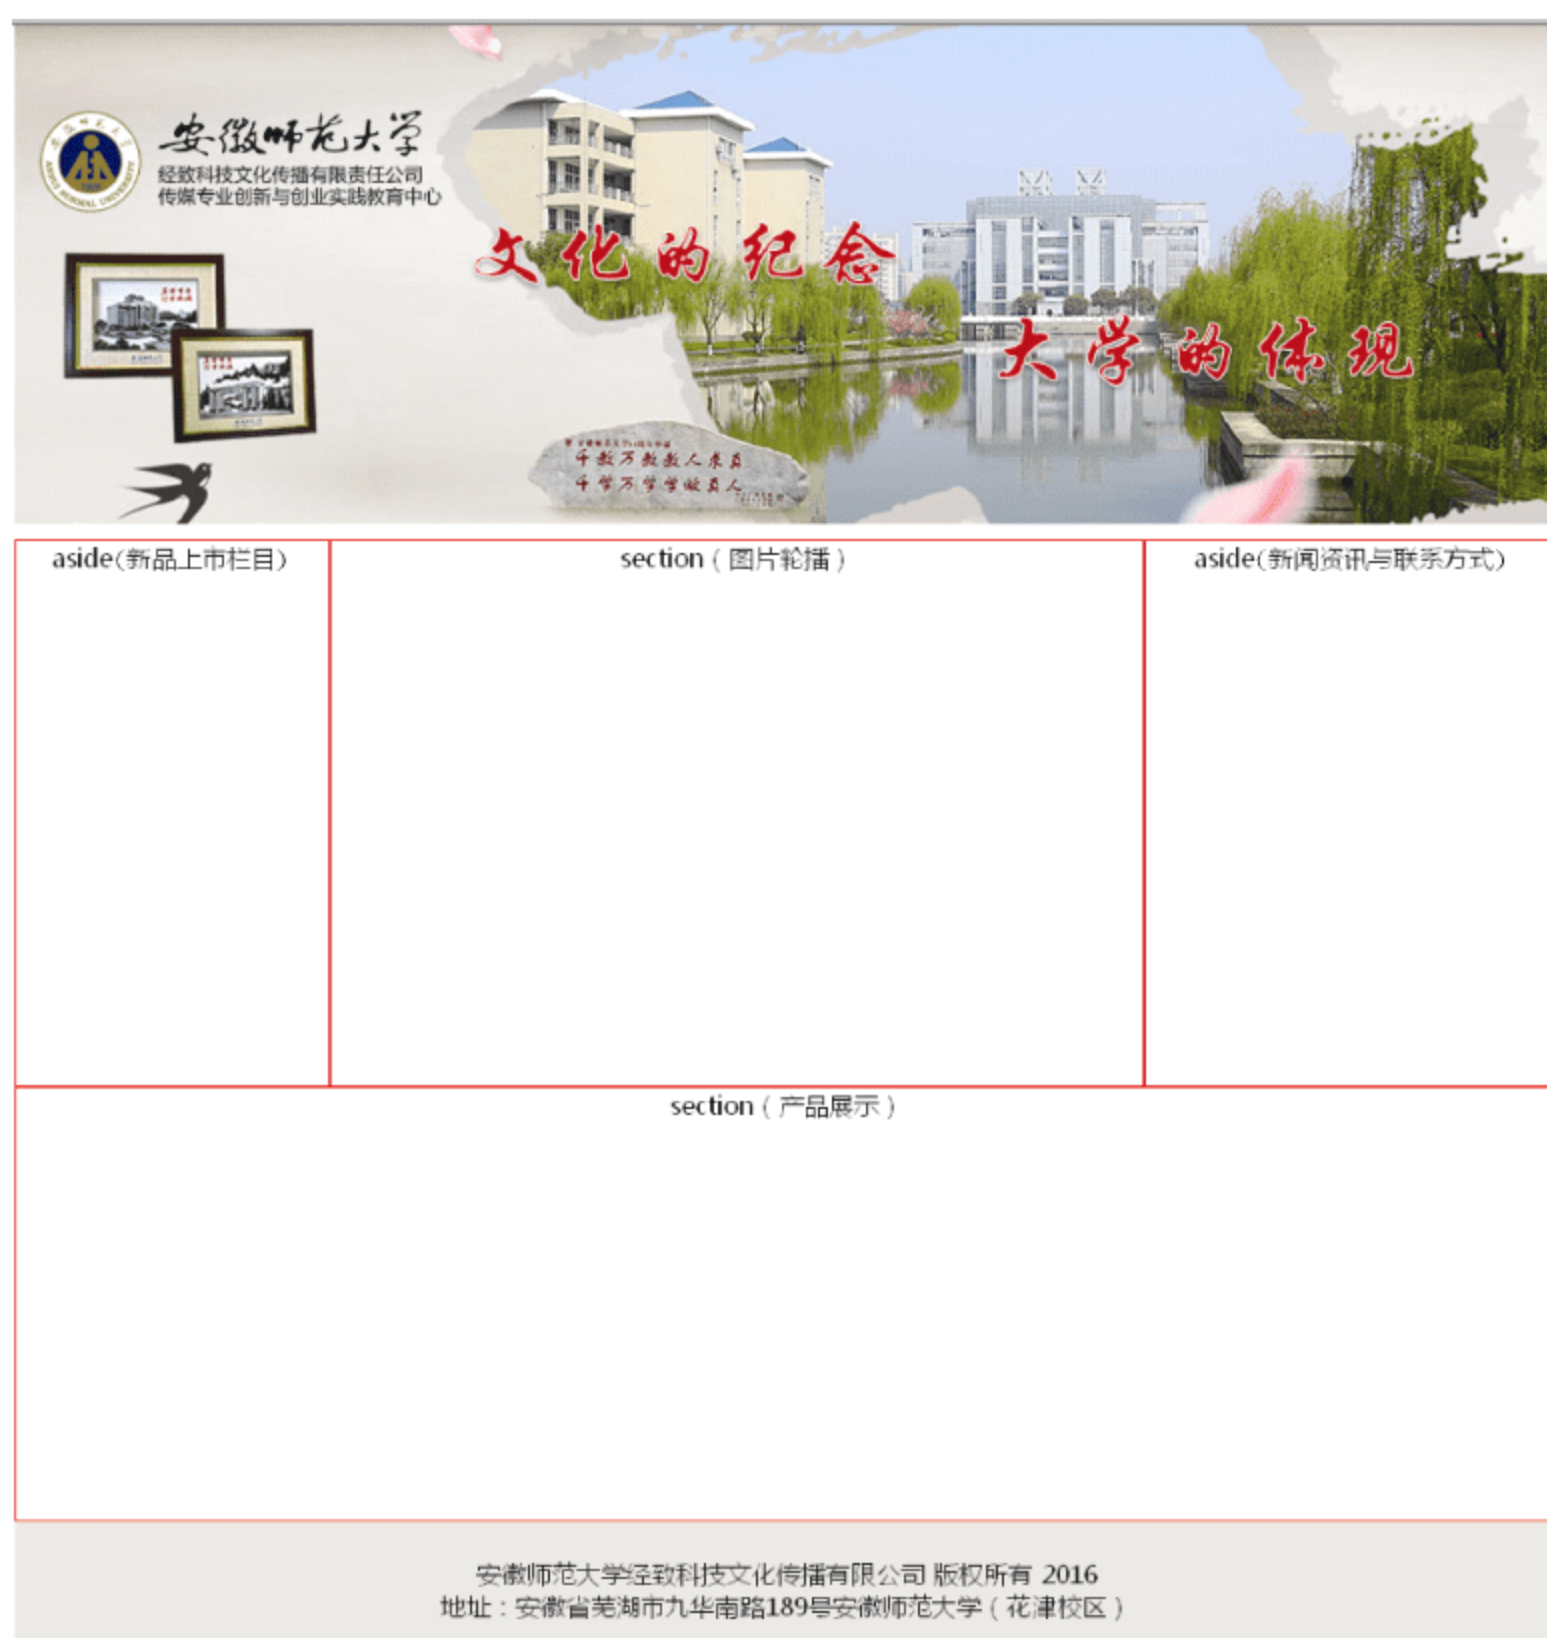 安徽师范大学
经致科技文化传播有限责任公司
传媒专业创新与创业实践教育中心
文化的纪念
大学的体现
千教万教教人求真
千学万学学做真人
aside(新品上市栏目)
section（图片轮播）
aside(新闻资讯与联系方式)
section（产品展示）
安徽师范大学经致科技文化传播有限公司 版权所有 2016
地址：安徽省芜湖市九华南路189号安徽师范大学（花津校区）